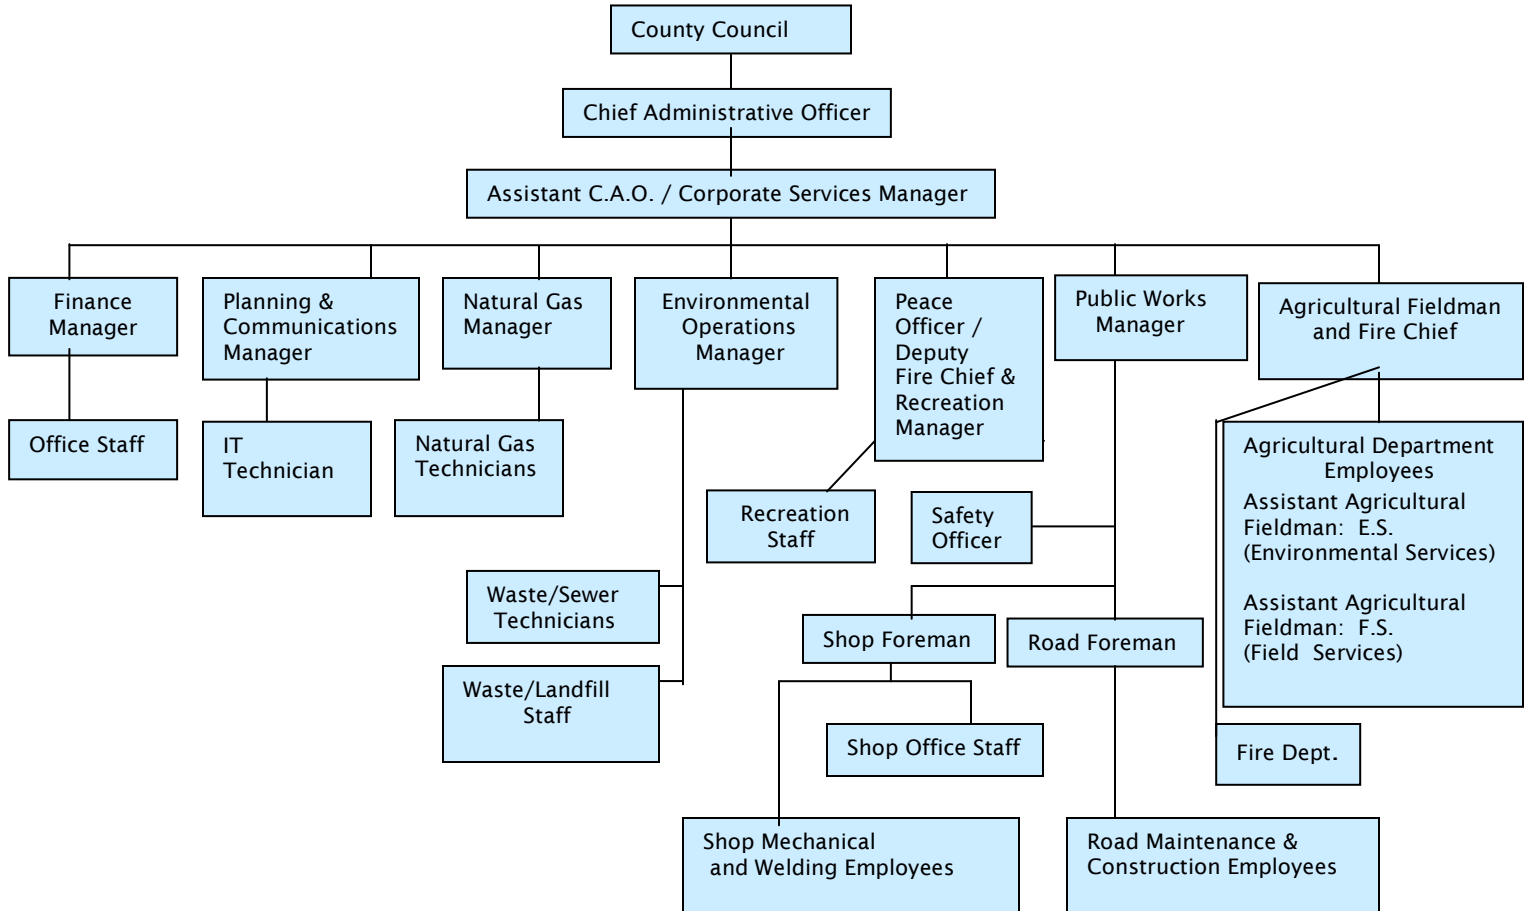 County Council
Chief Administrative Officer
Assistant C.A.O. / Corporate Services Manager
Finance
Manager
Planning &
Communications
Manager
Natural Gas
Manager
Environmental
Operations
Manager
Peace
Officer /
Deputy
Fire Chief &
Recreation
Manager
Public Works
Manager
Agricultural Fieldman
and Fire Chief
Office Staff
IT
Technician
Natural Gas
Technicians
Recreation
Staff
Safety
Officer
Agricultural Department
Employees
Assistant Agricultural
Fieldman:  E.S.
(Environmental Services)
Assistant Agricultural
Fieldman:  F.S.
(Field  Services)
Waste/Sewer
Technicians
Shop Foreman
Road Foreman
Waste/Landfill
Staff
Shop Office Staff
Fire Dept.
Shop Mechanical
and Welding Employees
Road Maintenance &
Construction Employees